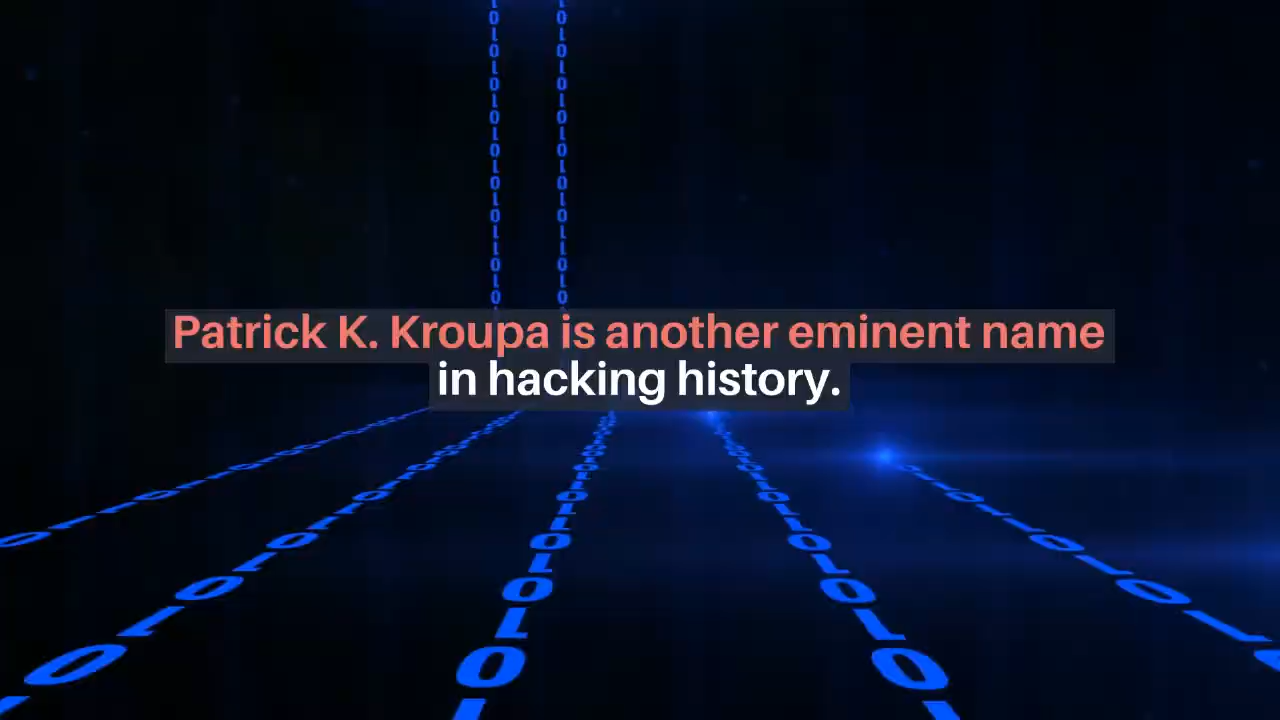 Patrick K. Kroupa is another eminent name
in hacking history.